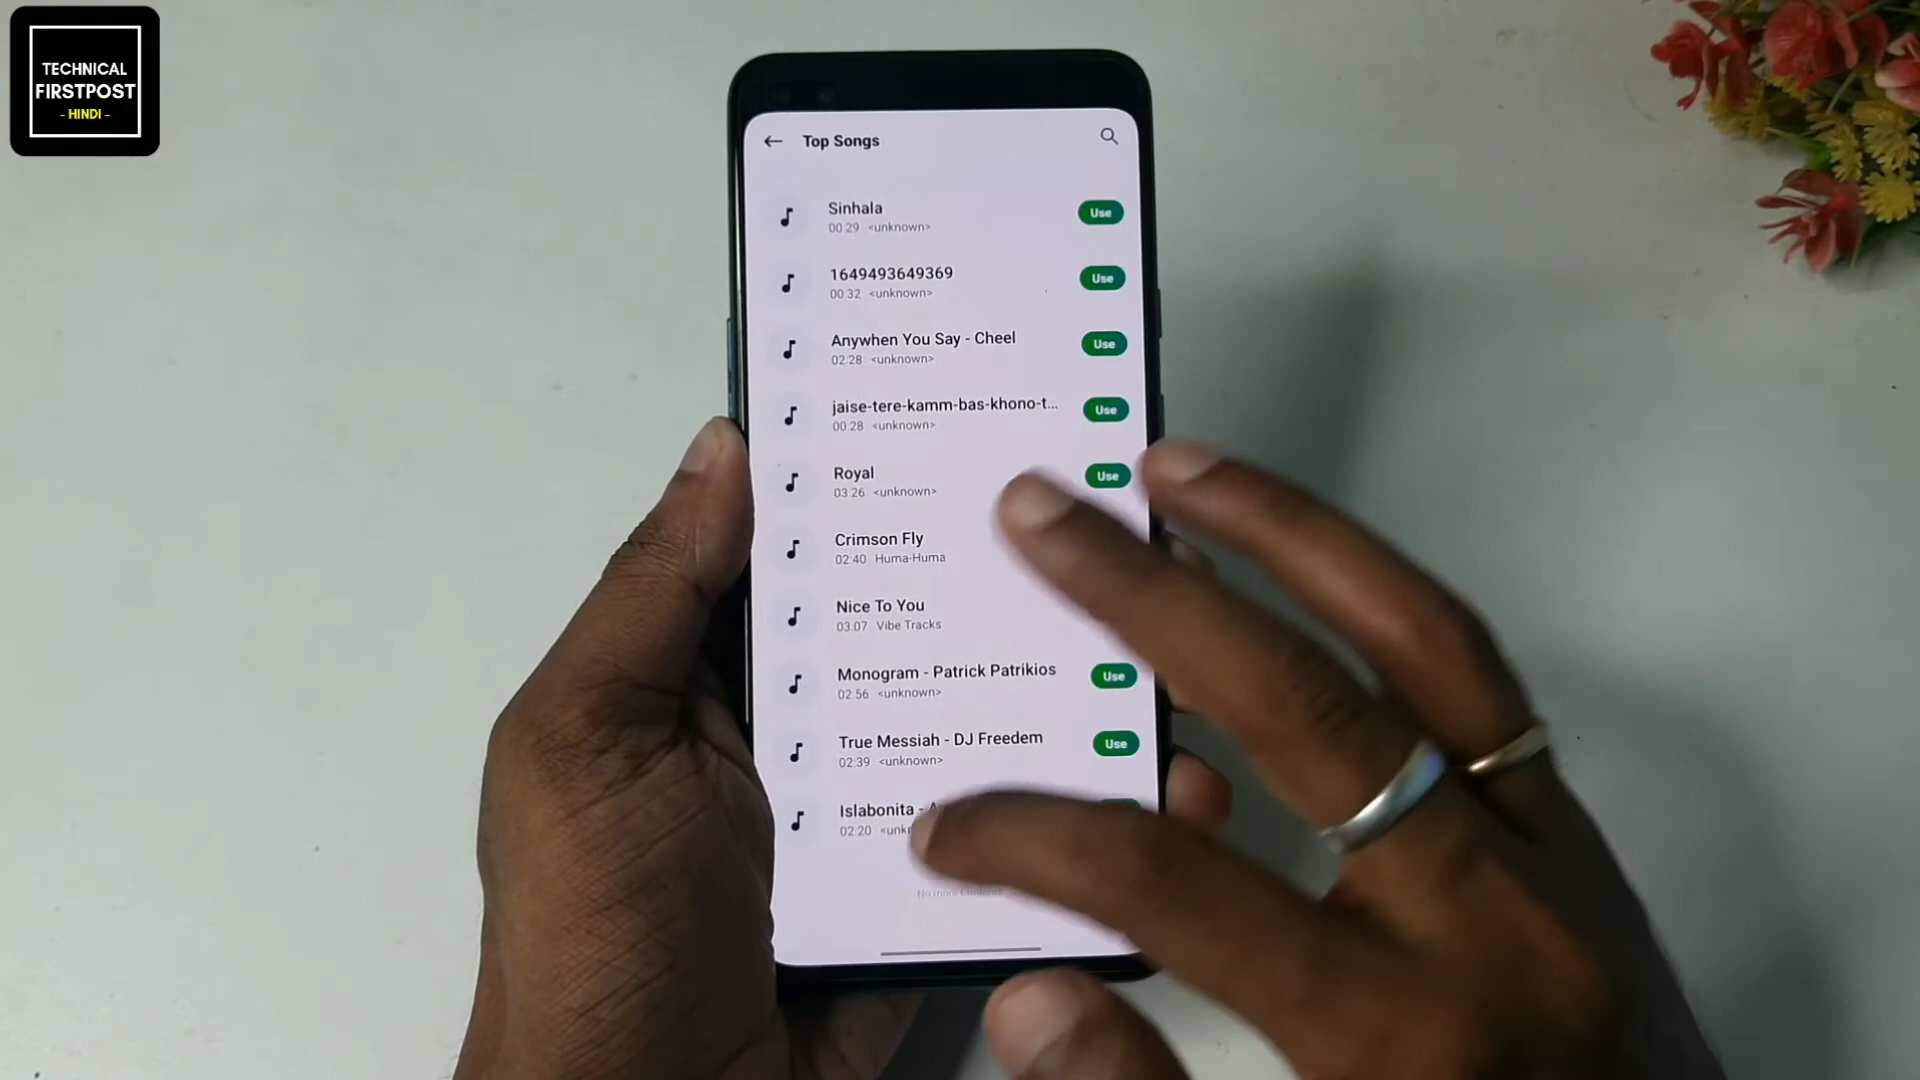 TECHNICAL
FIRSTPOST
- HINDI -
Top Songs
Sinhala
Use
00:29 <unknown>
1649493649369
Use
00:32 <unknown>
Anywhen You Say - Cheel
Use
02:28 <unknown>
jaise-tere-kamm-bas-khono-t...
Use
00:28 <unknown>
Royal
Use
03:26 <unknown>
Crimson Fly
02:40 Huma-Huma
Nice To You
03:07 Vibe Tracks
Monogram - Patrick Patrikios
Use
02:56 <unknown>
True Messiah - DJ Freedem
Use
02:39 <unknown>
Islabonita -
02:20
No more